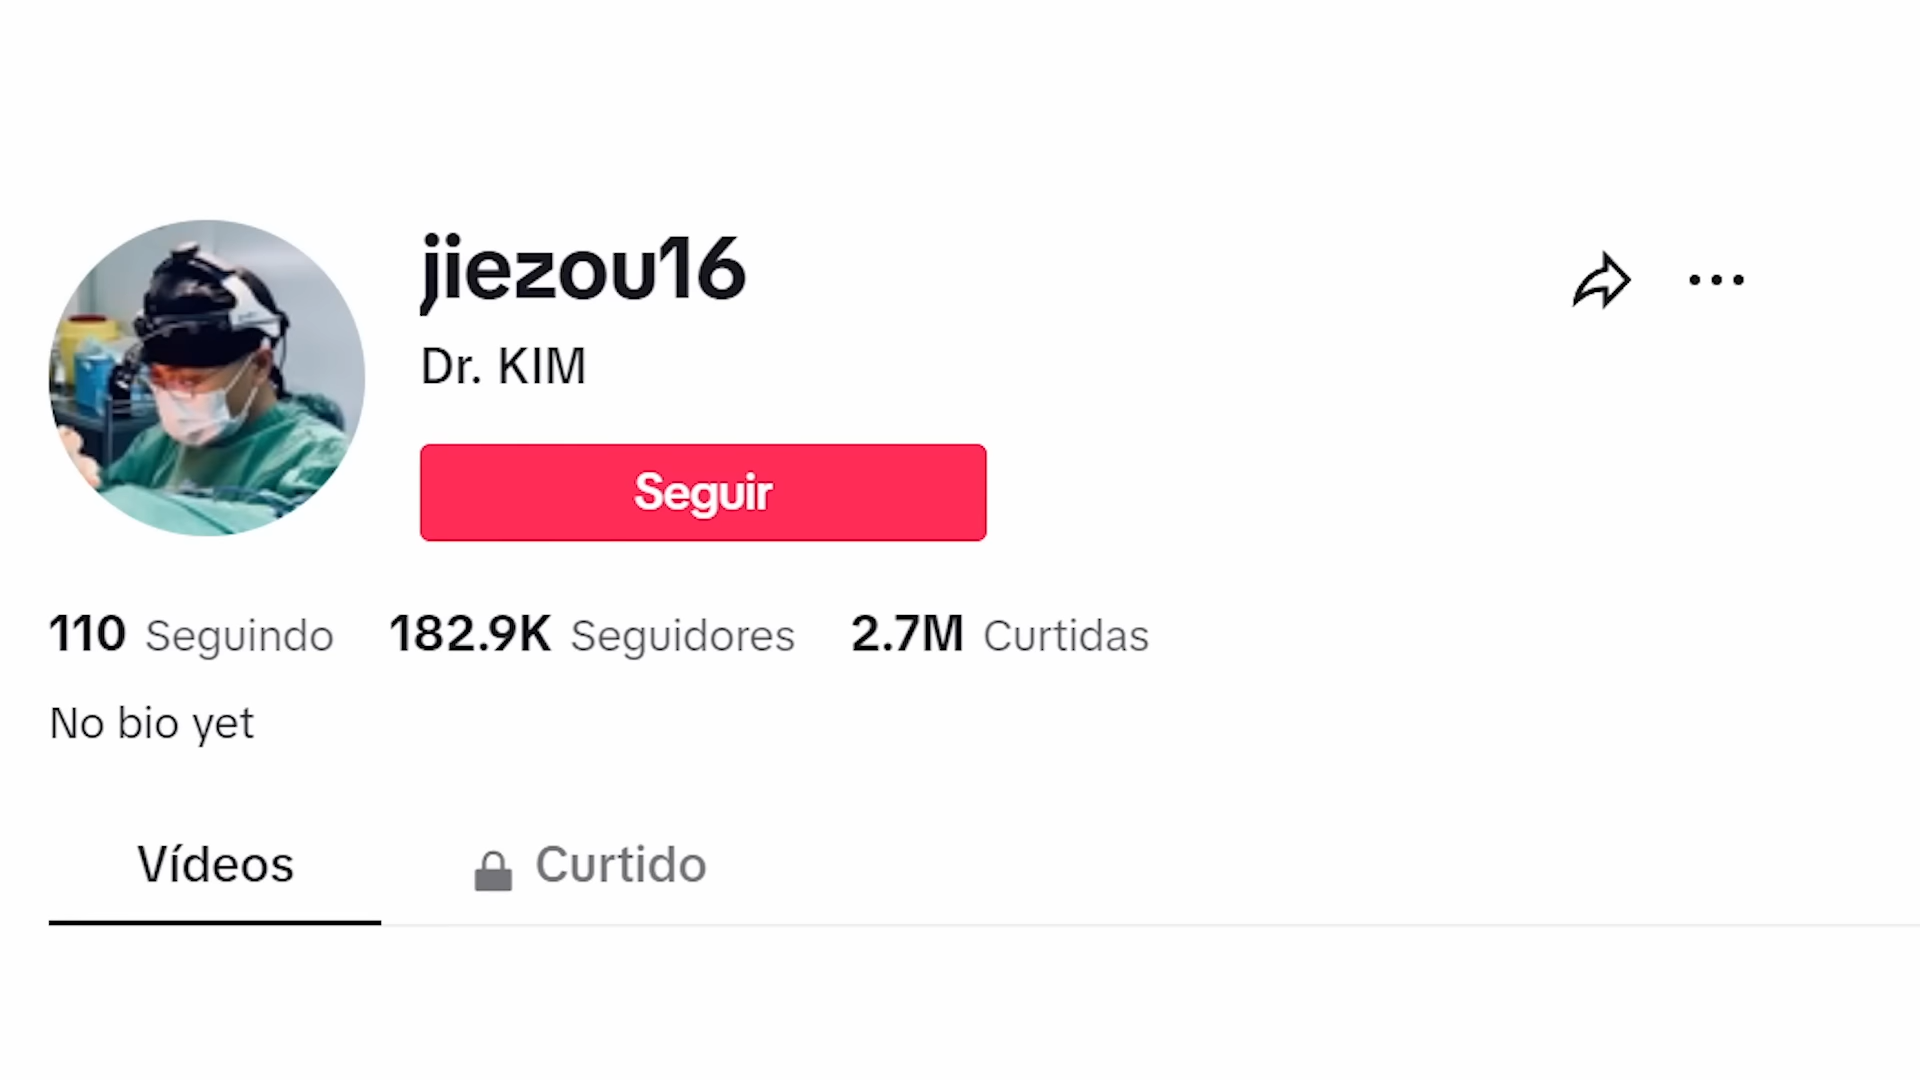 jiezou16
Dr. KIM
Seguir
110 Seguindo 182.9K Seguidores 2.7M Curtidas
No bio yet
Vídeos Curtido